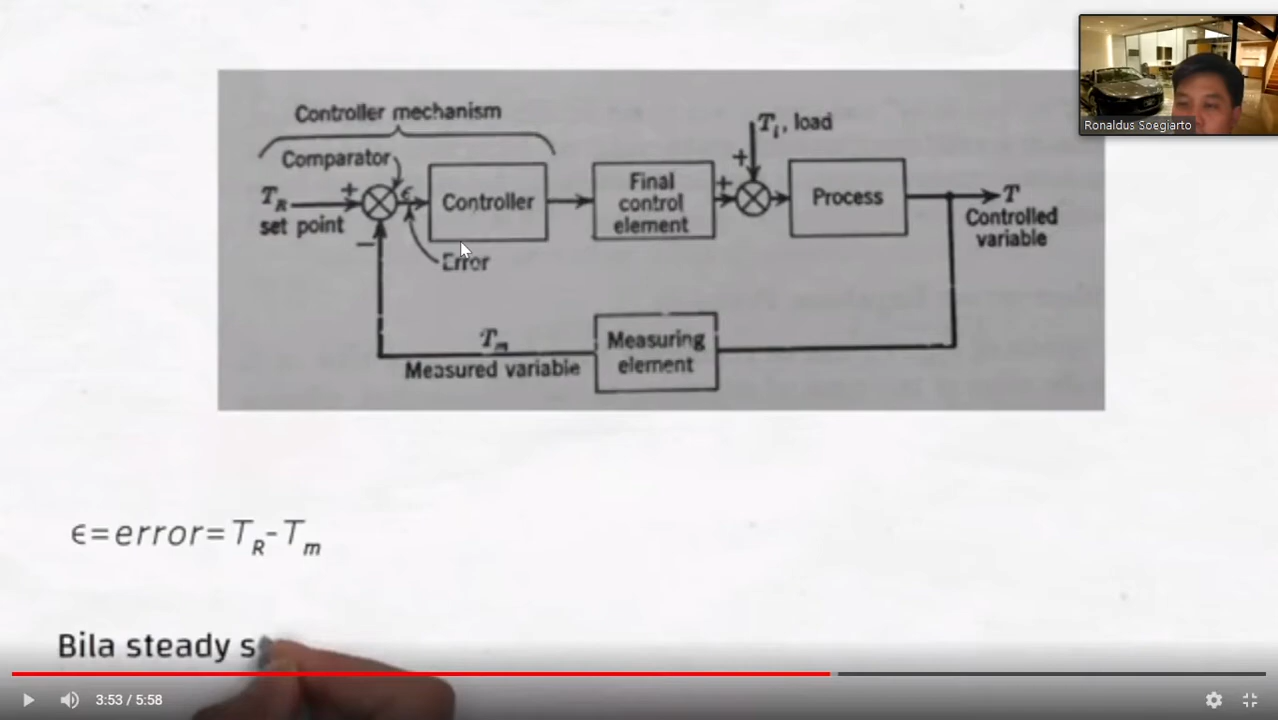 Ronaldus Soegiarto
Controller mechanism
Comparator
T_R
set point
+
−
ϵ
Error
Controller
Final
control
element
+
+
T_i, load
Process
T
Controlled
variable
T_m
Measured variable
Measuring
element
ϵ=error=T_R-T_m
Bila steady s
3:53 / 5:58